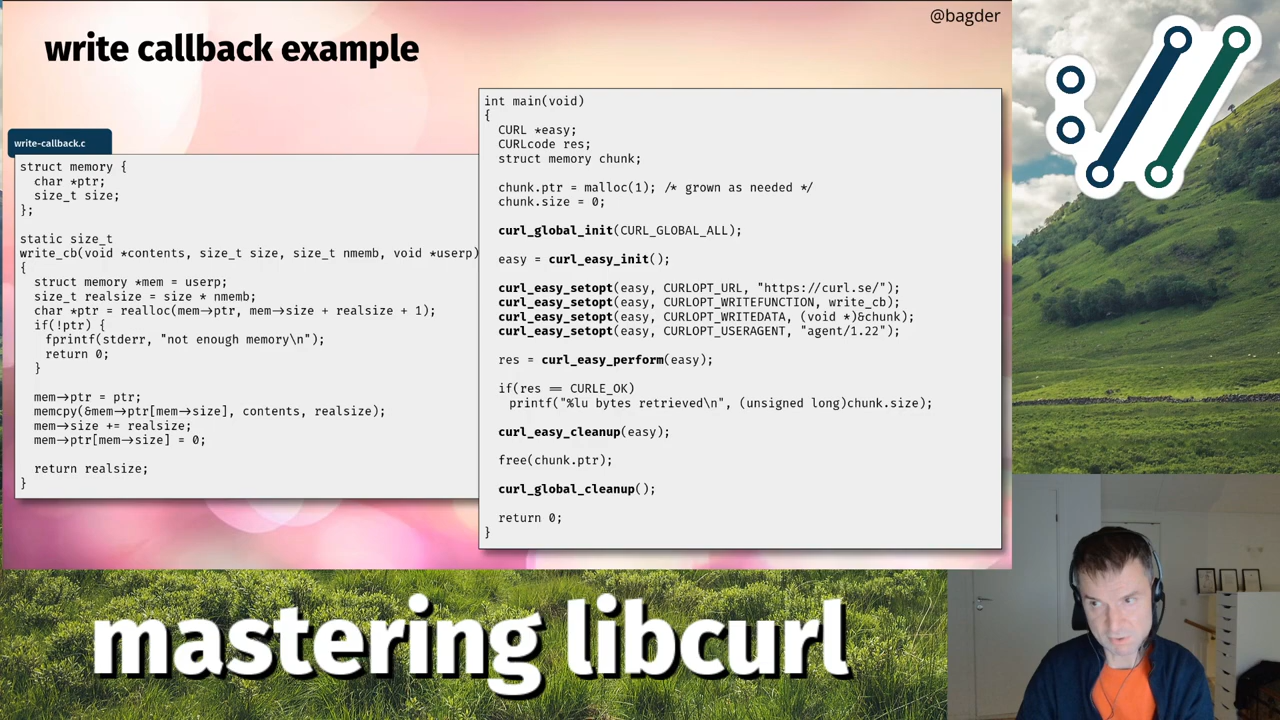 @bagder
write callback example
write-callback.c
struct memory {
char *ptr;
size_t size;
};
static size_t
write_cb(void *contents, size_t size, size_t nmemb, void *userp)
{
struct memory *mem = userp;
size_t realsize = size * nmemb;
char *ptr = realloc(mem->ptr, mem->size + realsize + 1);
if(!ptr) {
fprintf(stderr, "not enough memory\n");
return 0;
}
mem->ptr = ptr;
memcpy(&mem->ptr[mem->size], contents, realsize);
mem->size += realsize;
mem->ptr[mem->size] = 0;
return realsize;
}
int main(void)
{
CURL *easy;
CURLcode res;
struct memory chunk;
chunk.ptr = malloc(1); /* grown as needed */
chunk.size = 0;
curl_global_init(CURL_GLOBAL_ALL);
easy = curl_easy_init();
curl_easy_setopt(easy, CURLOPT_URL, "https://curl.se/");
curl_easy_setopt(easy, CURLOPT_WRITEFUNCTION, write_cb);
curl_easy_setopt(easy, CURLOPT_WRITEDATA, (void *)&chunk);
curl_easy_setopt(easy, CURLOPT_USERAGENT, "agent/1.22");
res = curl_easy_perform(easy);
if(res == CURLE_OK)
printf("%lu bytes retrieved\n", (unsigned long)chunk.size);
curl_easy_cleanup(easy);
free(chunk.ptr);
curl_global_cleanup();
return 0;
}
mastering libcurl